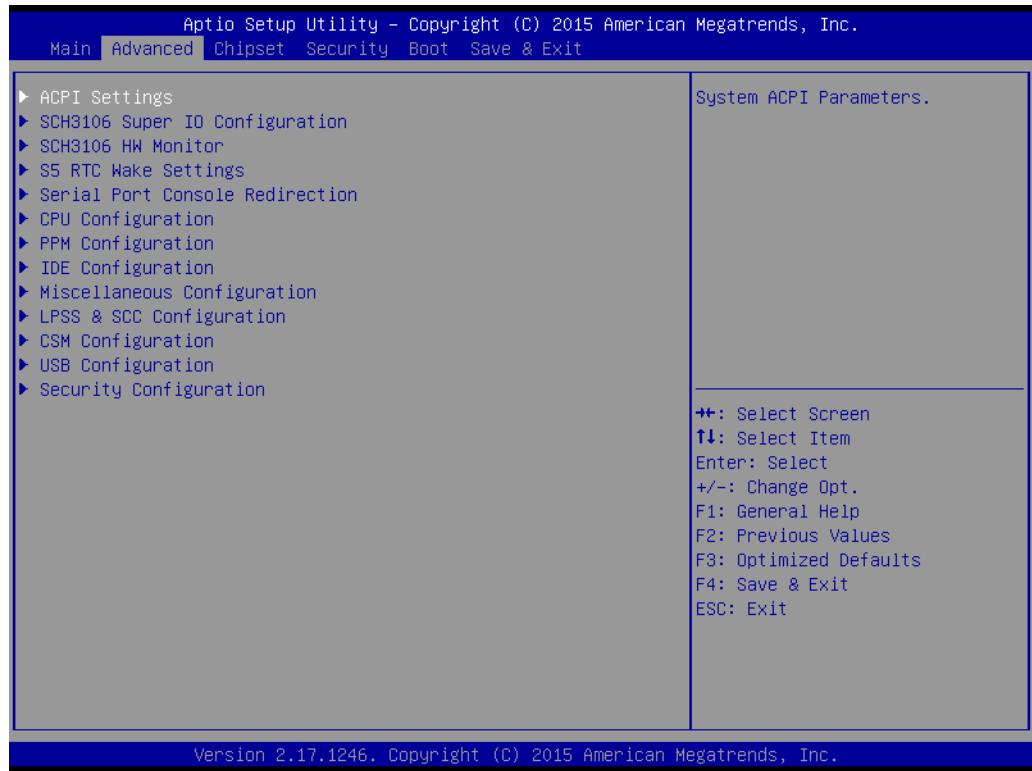 Aptio Setup Utility – Copyright (C) 2015 American Megatrends, Inc.
Main Advanced Chipset Security Boot Save & Exit
▶ ACPI Settings
▶ SCH3106 Super IO Configuration
▶ SCH3106 HW Monitor
▶ S5 RTC Wake Settings
▶ Serial Port Console Redirection
▶ CPU Configuration
▶ PPM Configuration
▶ IDE Configuration
▶ Miscellaneous Configuration
▶ LPSS & SCC Configuration
▶ CSM Configuration
▶ USB Configuration
▶ Security Configuration
System ACPI Parameters.
→←: Select Screen
↑↓: Select Item
Enter: Select
+/-: Change Opt.
F1: General Help
F2: Previous Values
F3: Optimized Defaults
F4: Save & Exit
ESC: Exit
Version 2.17.1246. Copyright (C) 2015 American Megatrends, Inc.